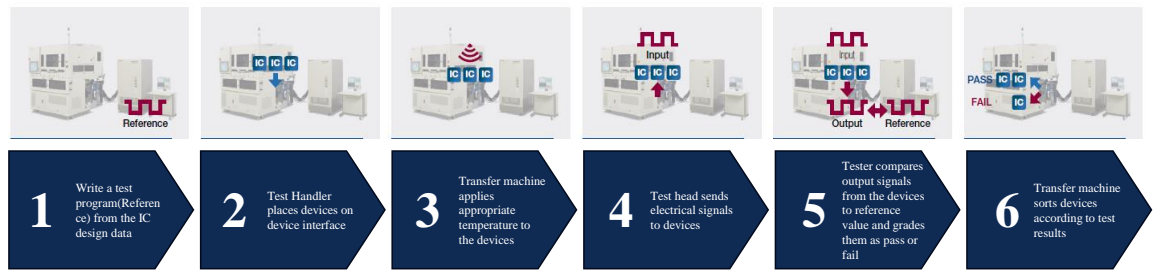 Reference
IC IC IC
IC IC IC
Input
IC IC IC
Input
IC IC IC
Output
Reference
PASS
IC IC
FAIL
IC
1
Write a test
program(Referen
ce) from the IC
design data
2
Test Handler
places devices on
device interface
3
Transfer machine
applies
appropriate
temperature to
the devices
4
Test head sends
electrical signals
to devices
5
Tester compares
output signals
from the devices
to reference
value and grades
them as pass or
fail
6
Transfer machine
sorts devices
according to test
results